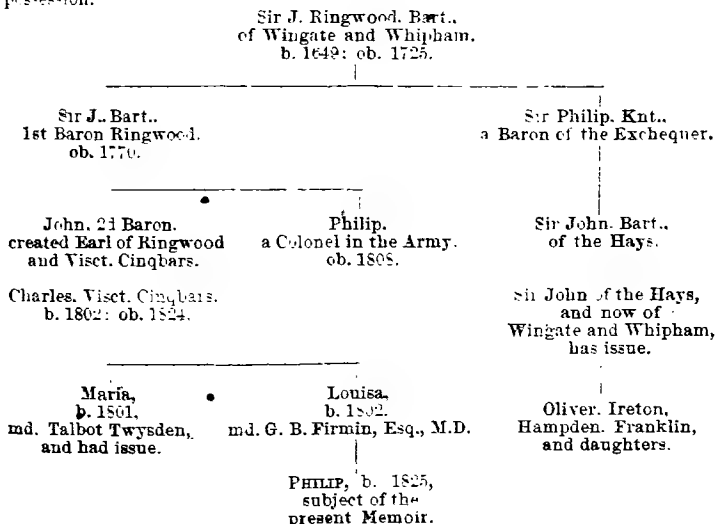 Sir J. Ringwood. Bart.,
of Wingate and Whipham.
b. 1649: ob. 1725.
Sir J., Bart.,
1st Baron Ringwood.
ob. 1770.
Sir Philip. Knt.,
a Baron of the Exchequer.
John. 2d Baron.
created Earl of Ringwood
and Visct. Cinqbars.
Philip.
a Colonel in the Army.
ob. 1808.
Sir John. Bart.,
of the Hays.
Charles. Visct. Cinqbars.
b. 1802: ob. 1824.
Sir John of the Hays,
and now of
Wingate and Whipham,
has issue.
Maria,
b. 1801,
md. Talbot Twysden,
and had issue.
Louisa,
b. 1802.
md. G. B. Firmin, Esq., M.D.
Oliver. Ireton,
Hampden. Franklin,
and daughters.
PHILIP, b. 1825,
subject of the
present Memoir.